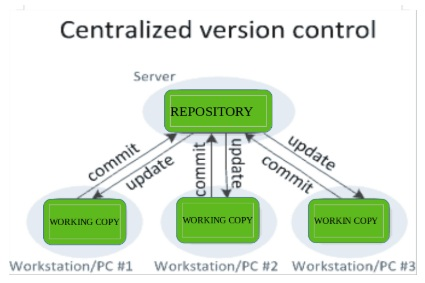 Centralized version control
Server
REPOSITORY
commit
update
commit
update
commit
update
WORKING COPY
WORKING COPY
WORKIN COPY
Workstation/PC #1
Workstation/PC #2
Workstation/PC #3